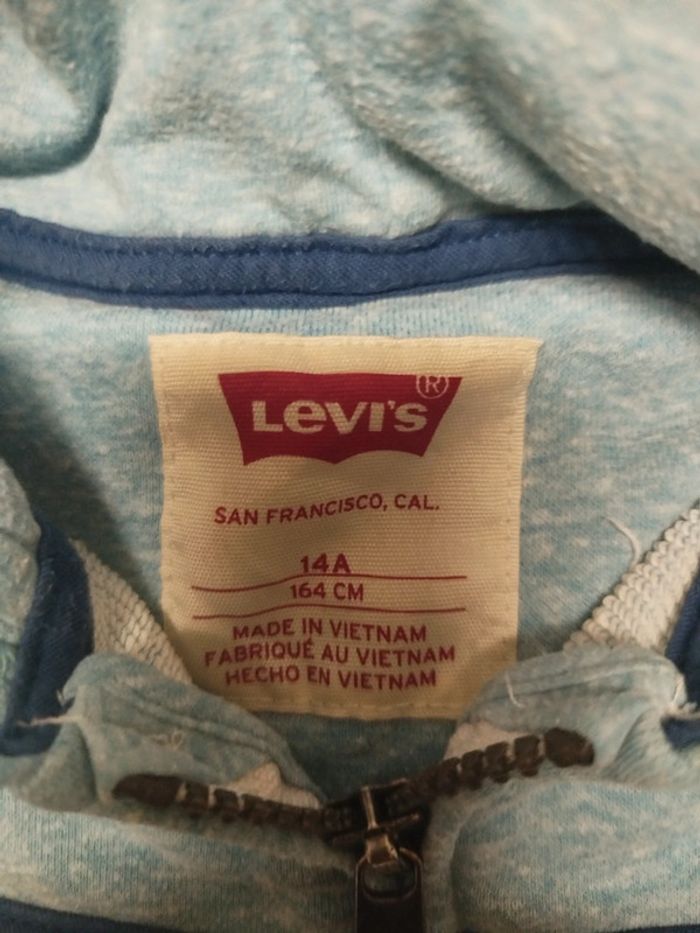 Levi's ®
SAN FRANCISCO, CAL.
14A
164 CM
MADE IN VIETNAM
FABRIQUÉ AU VIETNAM
HECHO EN VIETNAM